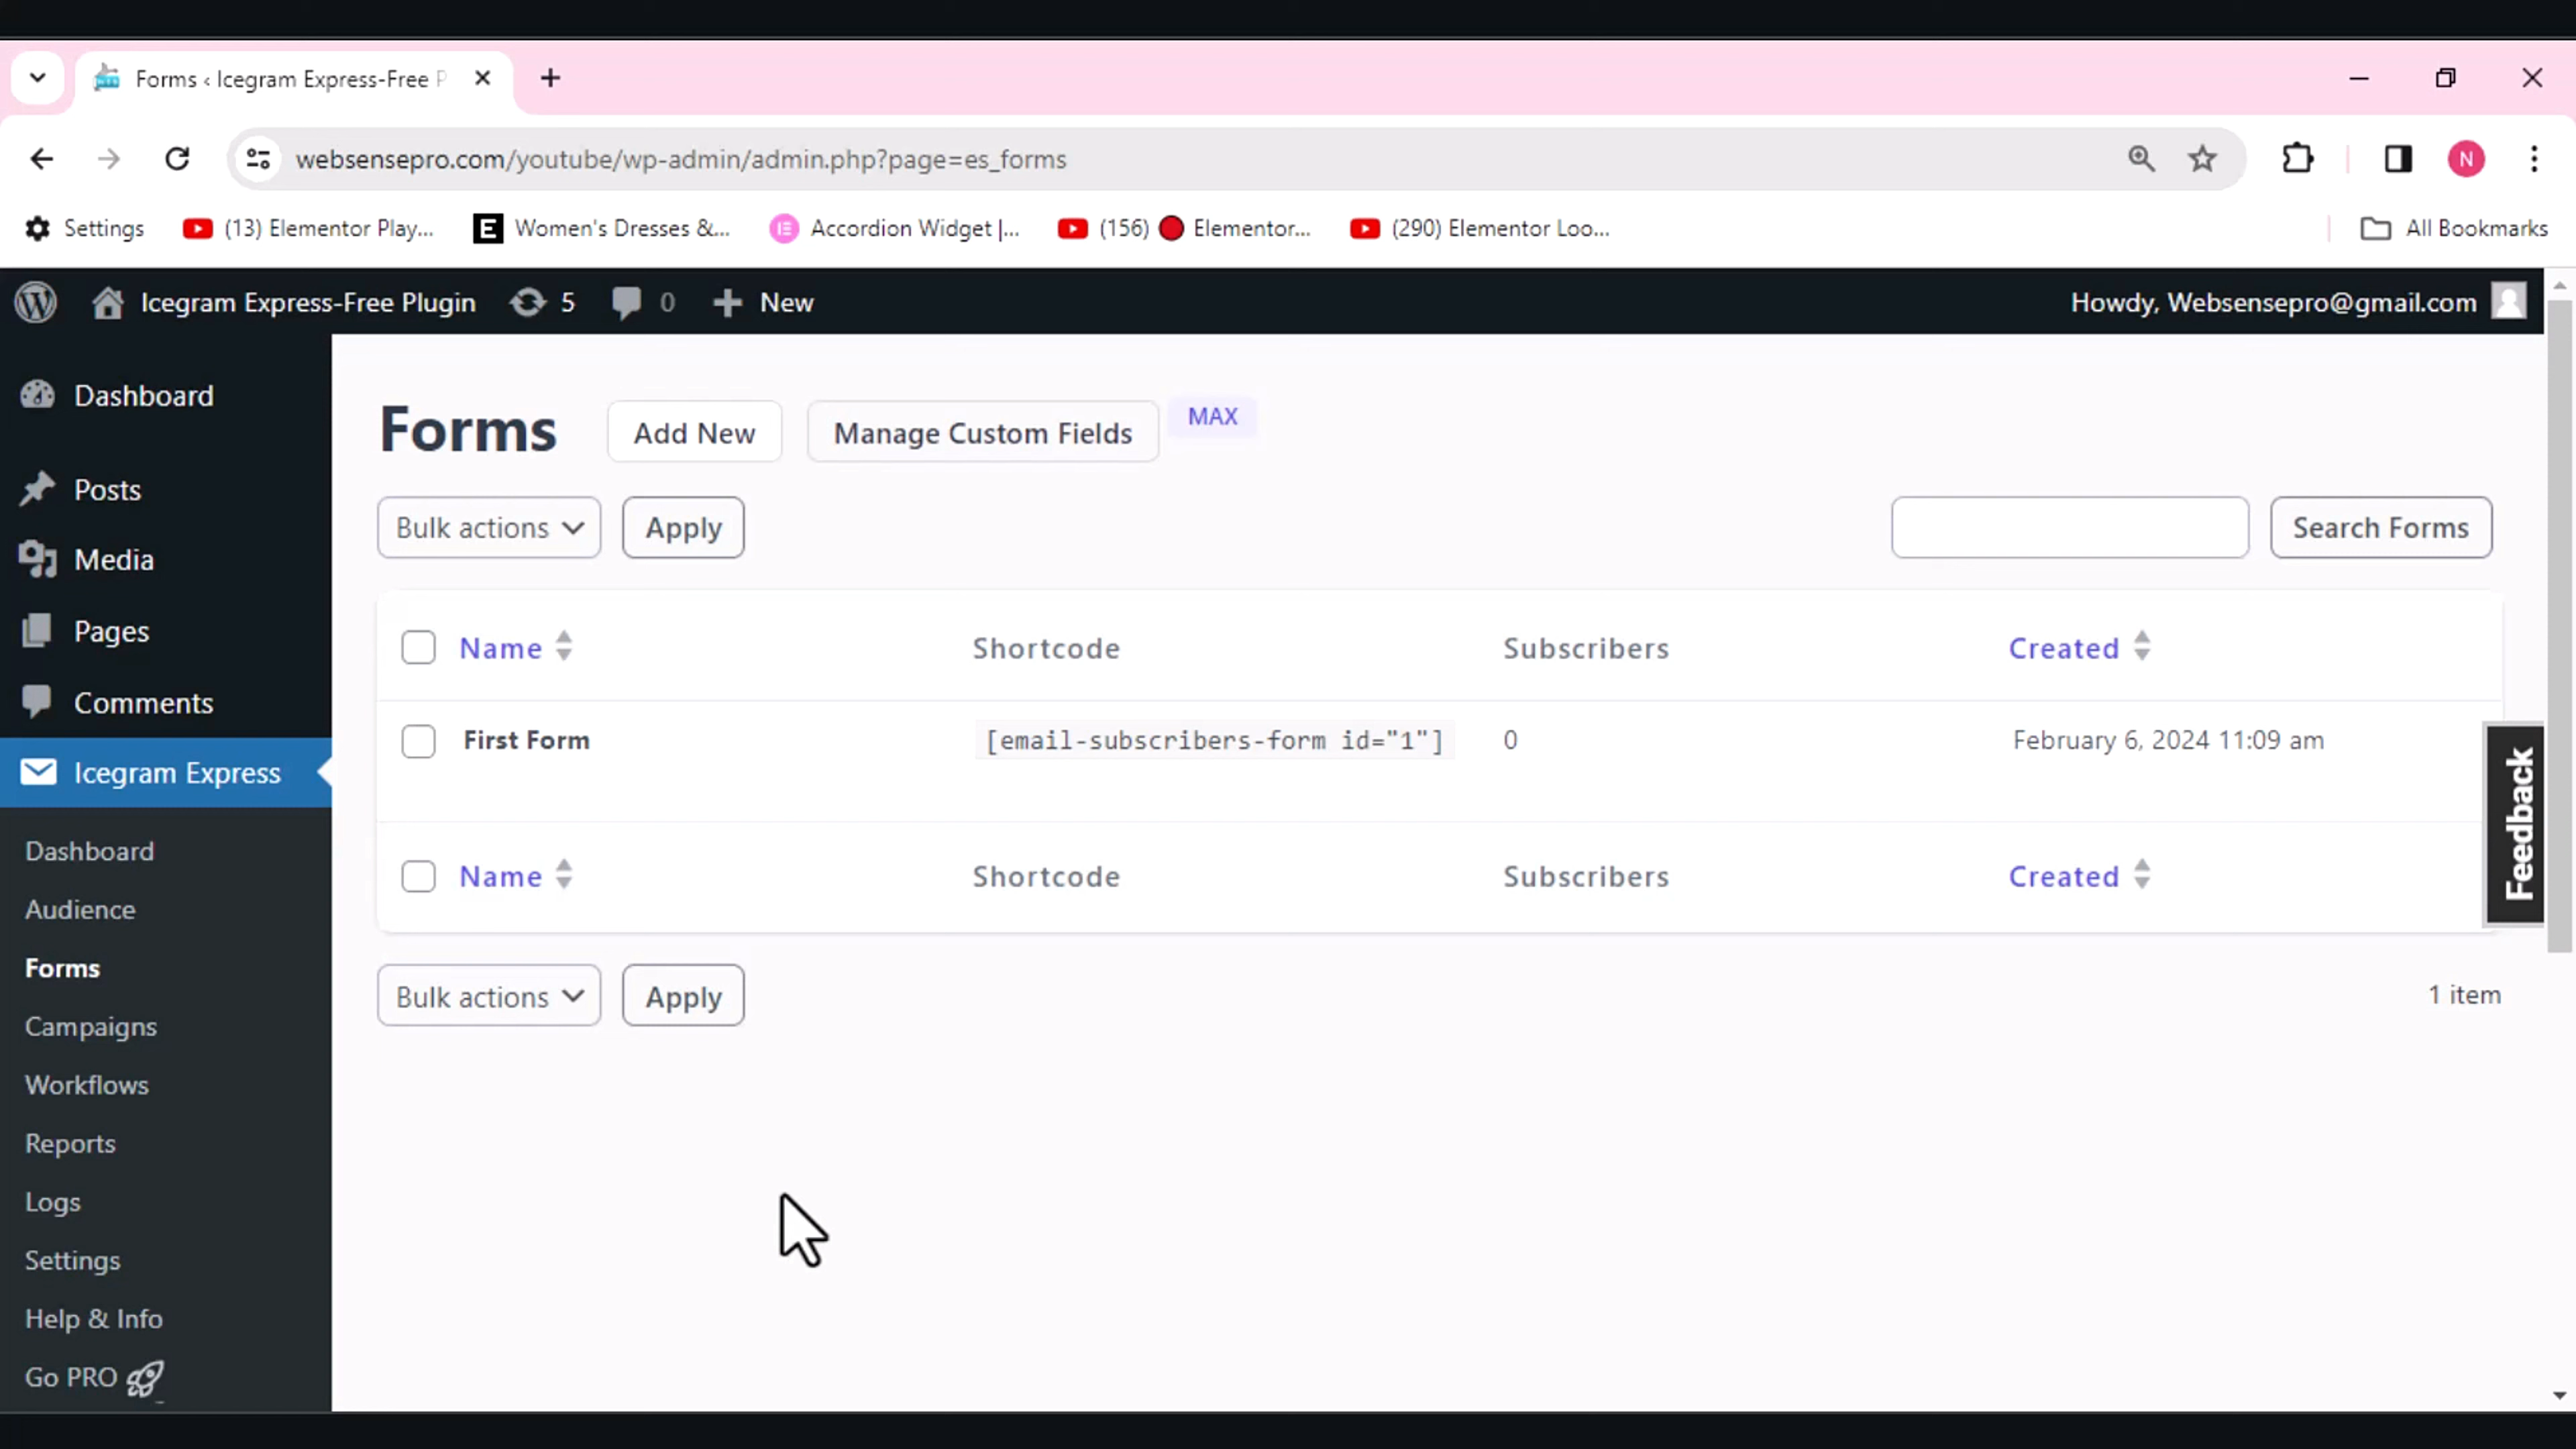 Forms ‹ Icegram Express-Free P
websensepro.com/youtube/wp-admin/admin.php?page=es_forms
N
Settings
(13) Elementor Play...
E Women's Dresses &...
Accordion Widget |...
(156) Elementor...
(290) Elementor Loo...
All Bookmarks
Icegram Express-Free Plugin 5 0 New
Howdy, Websensepro@gmail.com
Dashboard
Posts
Media
Pages
Comments
Icegram Express
Dashboard
Audience
Forms
Campaigns
Workflows
Reports
Logs
Settings
Help & Info
Go PRO
Forms Add New Manage Custom Fields MAX
Bulk actions Apply Search Forms
Name Shortcode Subscribers Created
First Form [email-subscribers-form id="1"] 0 February 6, 2024 11:09 am
Name Shortcode Subscribers Created
Bulk actions Apply 1 item
Feedback